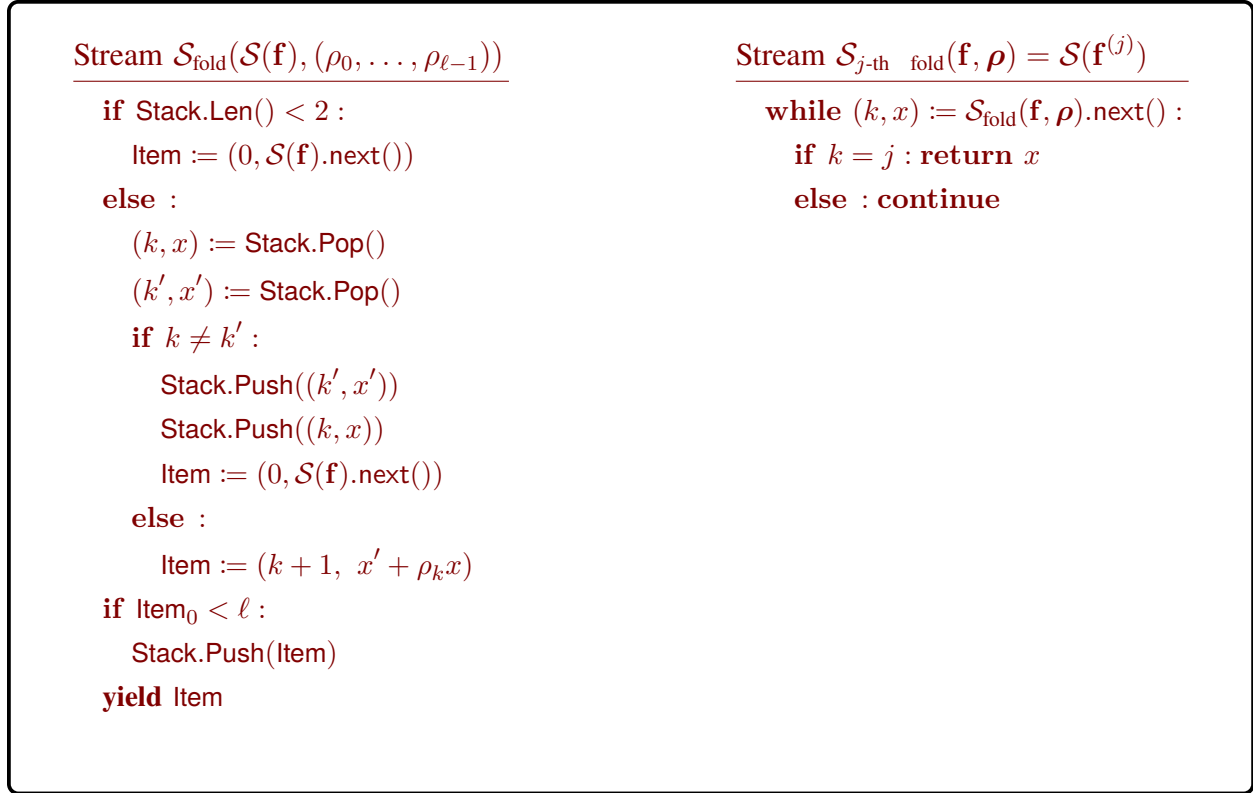 Stream 𝒮_fold(𝒮(𝐟), (ρ₀, …, ρ_{ℓ−1}))
if Stack.Len() < 2 :
Item ≔ (0, 𝒮(𝐟).next())
else :
(k, x) ≔ Stack.Pop()
(k′, x′) ≔ Stack.Pop()
if k ≠ k′ :
Stack.Push((k′, x′))
Stack.Push((k, x))
Item ≔ (0, 𝒮(𝐟).next())
else :
Item ≔ (k + 1, x′ + ρ_k x)
if Item₀ < ℓ :
Stack.Push(Item)
yield Item
Stream 𝒮_{j-th fold}(𝐟, 𝝆) = 𝒮(𝐟^{(j)})
while (k, x) ≔ 𝒮_fold(𝐟, 𝝆).next() :
if k = j : return x
else : continue